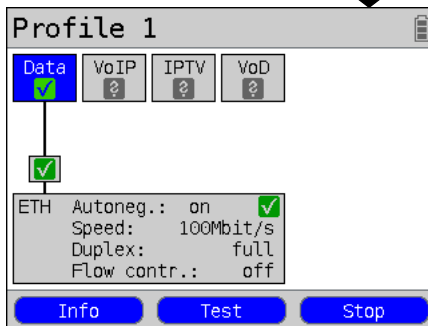 Profile 1
Data VoIP IPTV VoD
? ? ?
ETH Autoneg.: on
Speed: 100Mbit/s
Duplex: full
Flow contr.: off
Info Test Stop